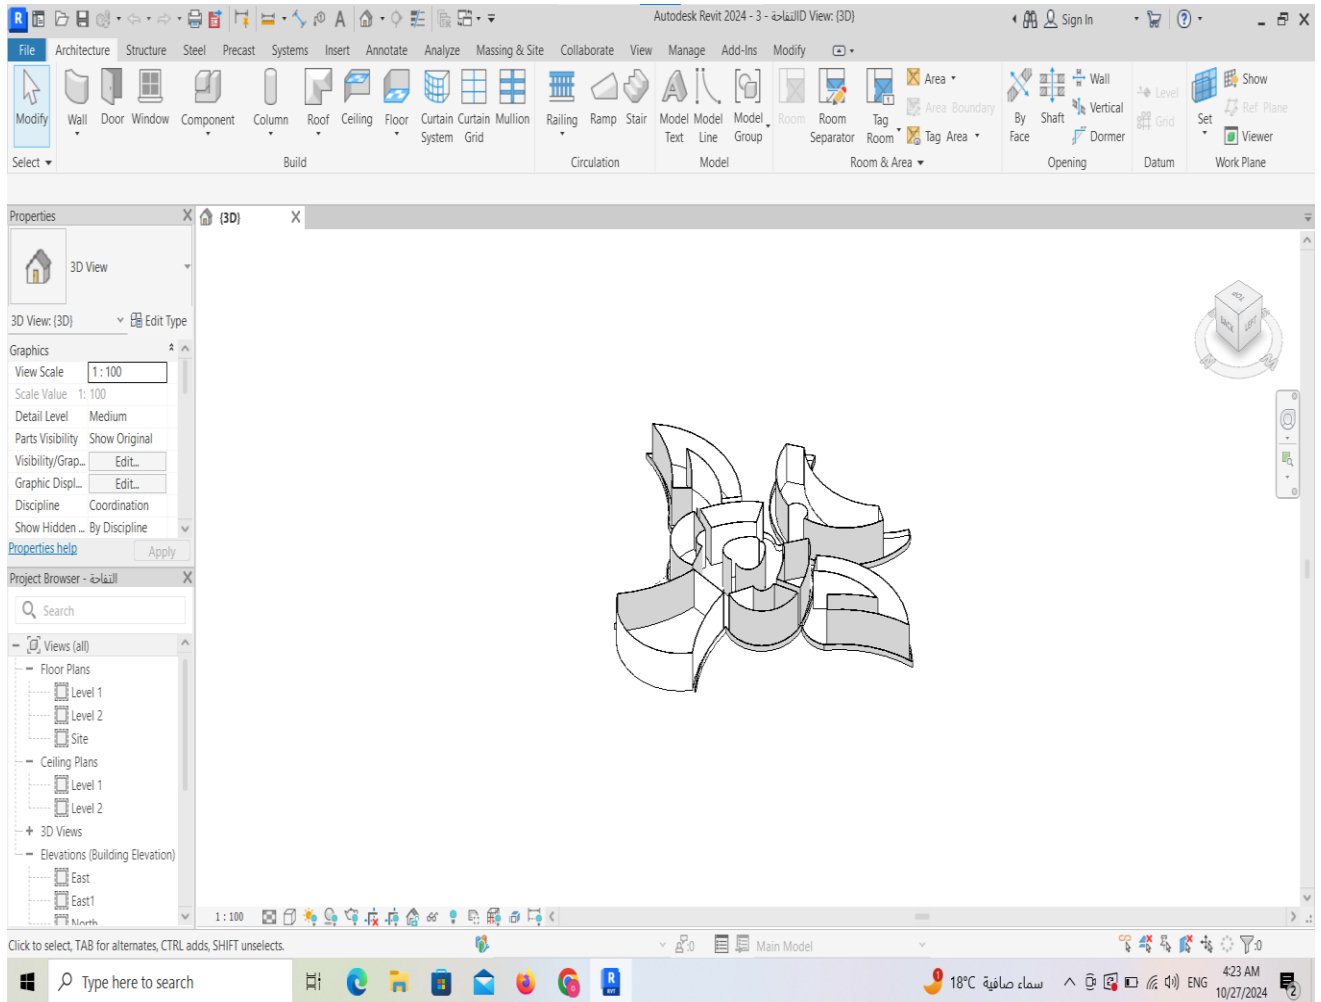 Autodesk Revit 2024 - 3 - التفاحةD View: {3D}
Sign In
File Architecture Structure Steel Precast Systems Insert Annotate Analyze Massing & Site Collaborate View Manage Add-Ins Modify
Modify Wall Door Window Component Column Roof Ceiling Floor Curtain System Curtain Grid Mullion Railing Ramp Stair Model Text Model Line Model Group Room Room Separator Tag Room
Area
Area Boundary
Tag Area
By Face Shaft
Wall
Vertical
Dormer
Level
Grid
Set
Show
Ref Plane
Viewer
Select Build Circulation Model Room & Area Opening Datum Work Plane
Properties
{3D}
3D View
3D View: {3D} Edit Type
Graphics
View Scale 1 : 100
Scale Value 1: 100
Detail Level Medium
Parts Visibility Show Original
Visibility/Grap... Edit...
Graphic Displ... Edit...
Discipline Coordination
Show Hidden ... By Discipline
Properties help Apply
Project Browser - التفاحة
Search
Views (all)
Floor Plans
Level 1
Level 2
Site
Ceiling Plans
Level 1
Level 2
3D Views
Elevations (Building Elevation)
East
East1
North
TOP
BACK LEFT
1 : 100
Click to select, TAB for alternates, CTRL adds, SHIFT unselects.
:0
Main Model
:0
Type here to search
18°C سماء صافية
ENG
4:23 AM
10/27/2024
2